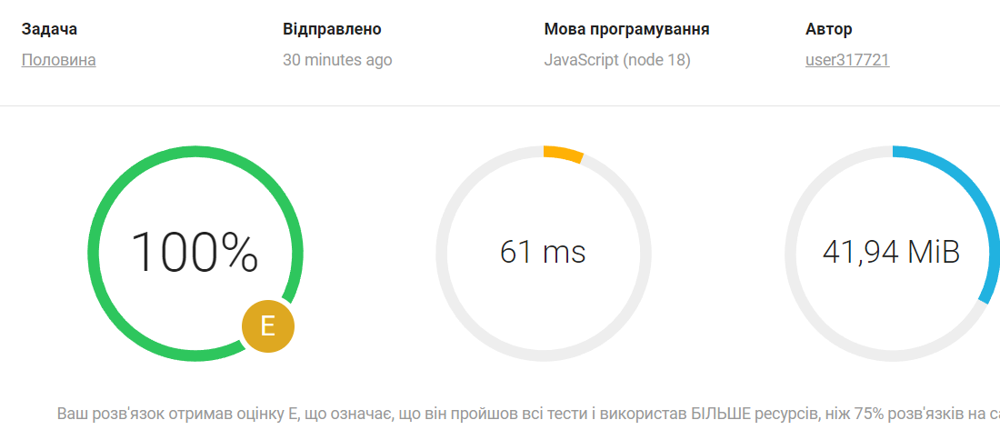 Задача Відправлено Мова програмування Автор
Половина 30 minutes ago JavaScript (node 18) user317721
100% 61 ms 41,94 MiB
E
Ваш розв'язок отримав оцінку E, що означає, що він пройшов всі тести і використав БІЛЬШЕ ресурсів, ніж 75% розв'язків на